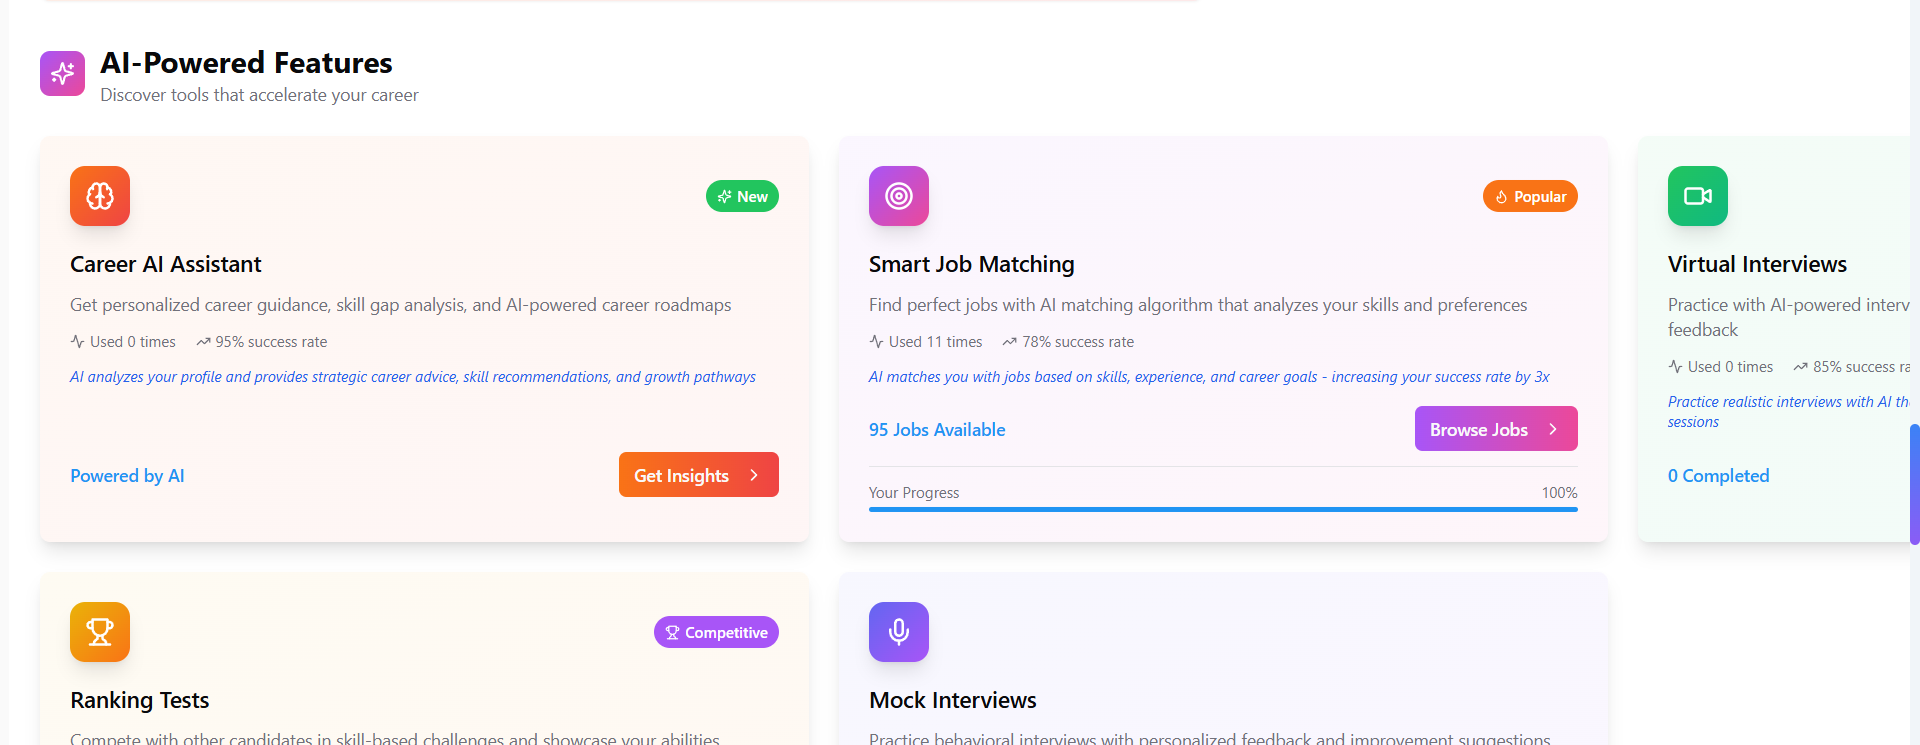 AI-Powered Features
Discover tools that accelerate your career
New
Career AI Assistant
Get personalized career guidance, skill gap analysis, and AI-powered career roadmaps
Used 0 times 95% success rate
AI analyzes your profile and provides strategic career advice, skill recommendations, and growth pathways
Powered by AI
Get Insights
Popular
Smart Job Matching
Find perfect jobs with AI matching algorithm that analyzes your skills and preferences
Used 11 times 78% success rate
AI matches you with jobs based on skills, experience, and career goals - increasing your success rate by 3x
95 Jobs Available
Browse Jobs
Your Progress 100%
Virtual Interviews
Practice with AI-powered
feedback
Used 0 times 85% success
Practice realistic interviews with AI
sessions
0 Completed
Competitive
Ranking Tests
Compete with other candidates in skill-based challenges and showcase your abilities
Mock Interviews
Practice behavioral interviews with personalized feedback and improvement suggestions